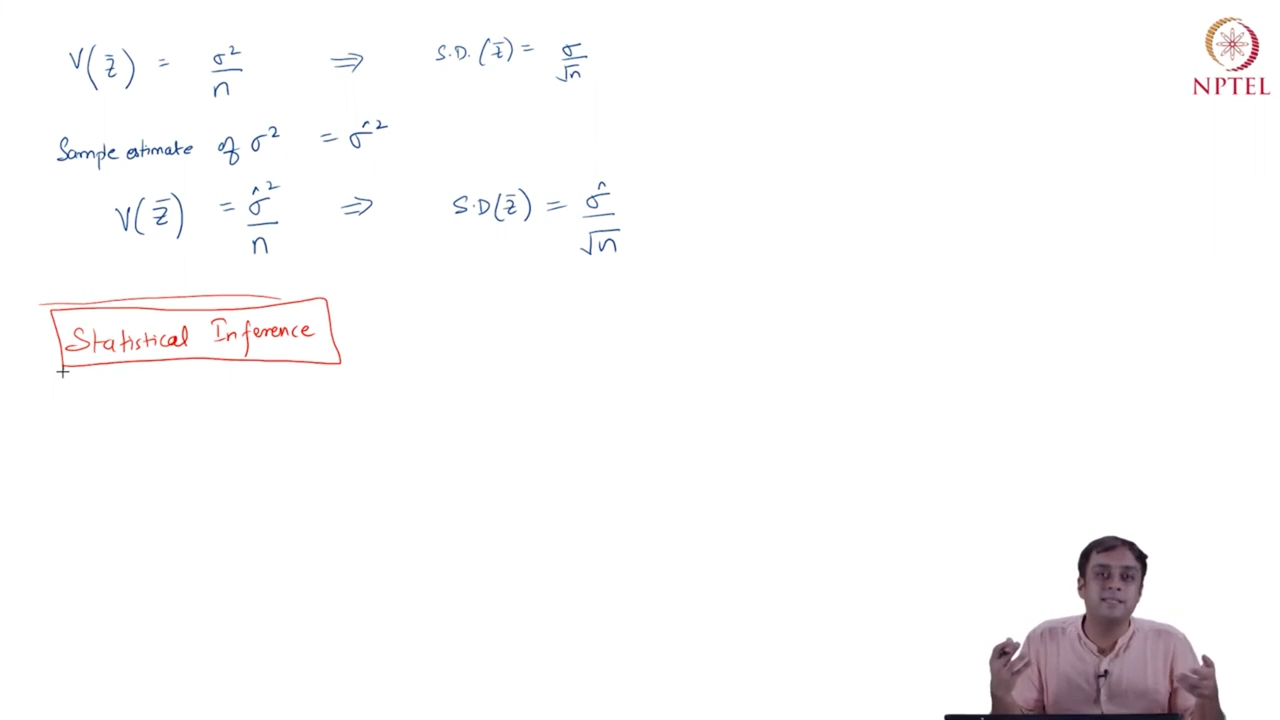 V(z̄) = σ²/n ⇒ S.D.(z̄) = σ/√n
Sample estimate of σ² = σ̂²
V(z̄) = σ̂²/n ⇒ S.D(z̄) = σ̂/√n
Statistical Inference
NPTEL